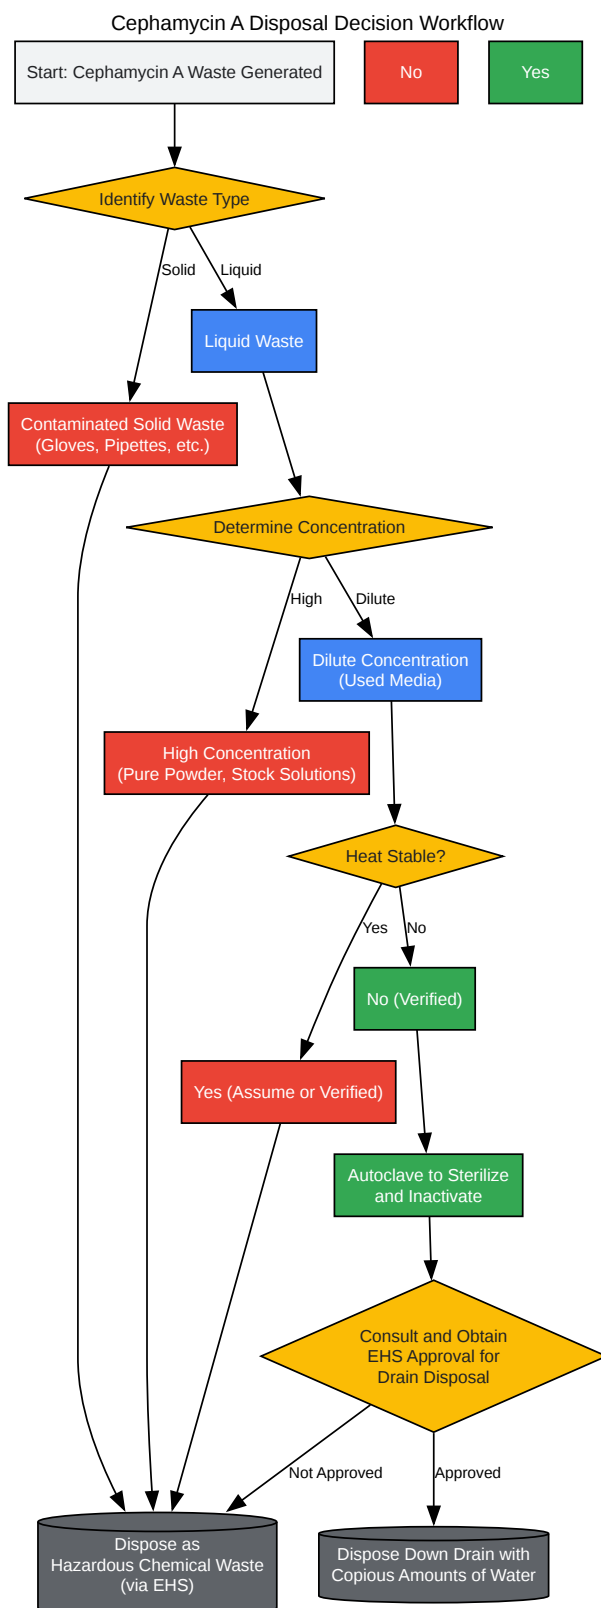 Cephamycin A Disposal Decision Workflow
Start: Cephamycin A Waste Generated
No
Yes
Identify Waste Type
Solid
Liquid
Liquid Waste
Contaminated Solid Waste
(Gloves, Pipettes, etc.)
Determine Concentration
High
Dilute
Dilute Concentration
(Used Media)
High Concentration
(Pure Powder, Stock Solutions)
Heat Stable?
Yes
No
No (Verified)
Yes (Assume or Verified)
Autoclave to Sterilize
and Inactivate
Consult and Obtain
EHS Approval for
Drain Disposal
Not Approved
Approved
Dispose as
Hazardous Chemical Waste
(via EHS)
Dispose Down Drain with
Copious Amounts of Water